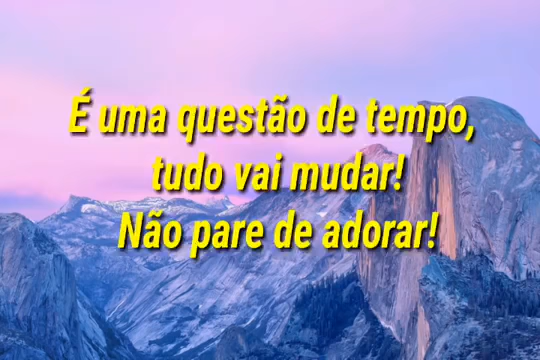 É uma questão de tempo,
tudo vai mudar!
Não pare de adorar!